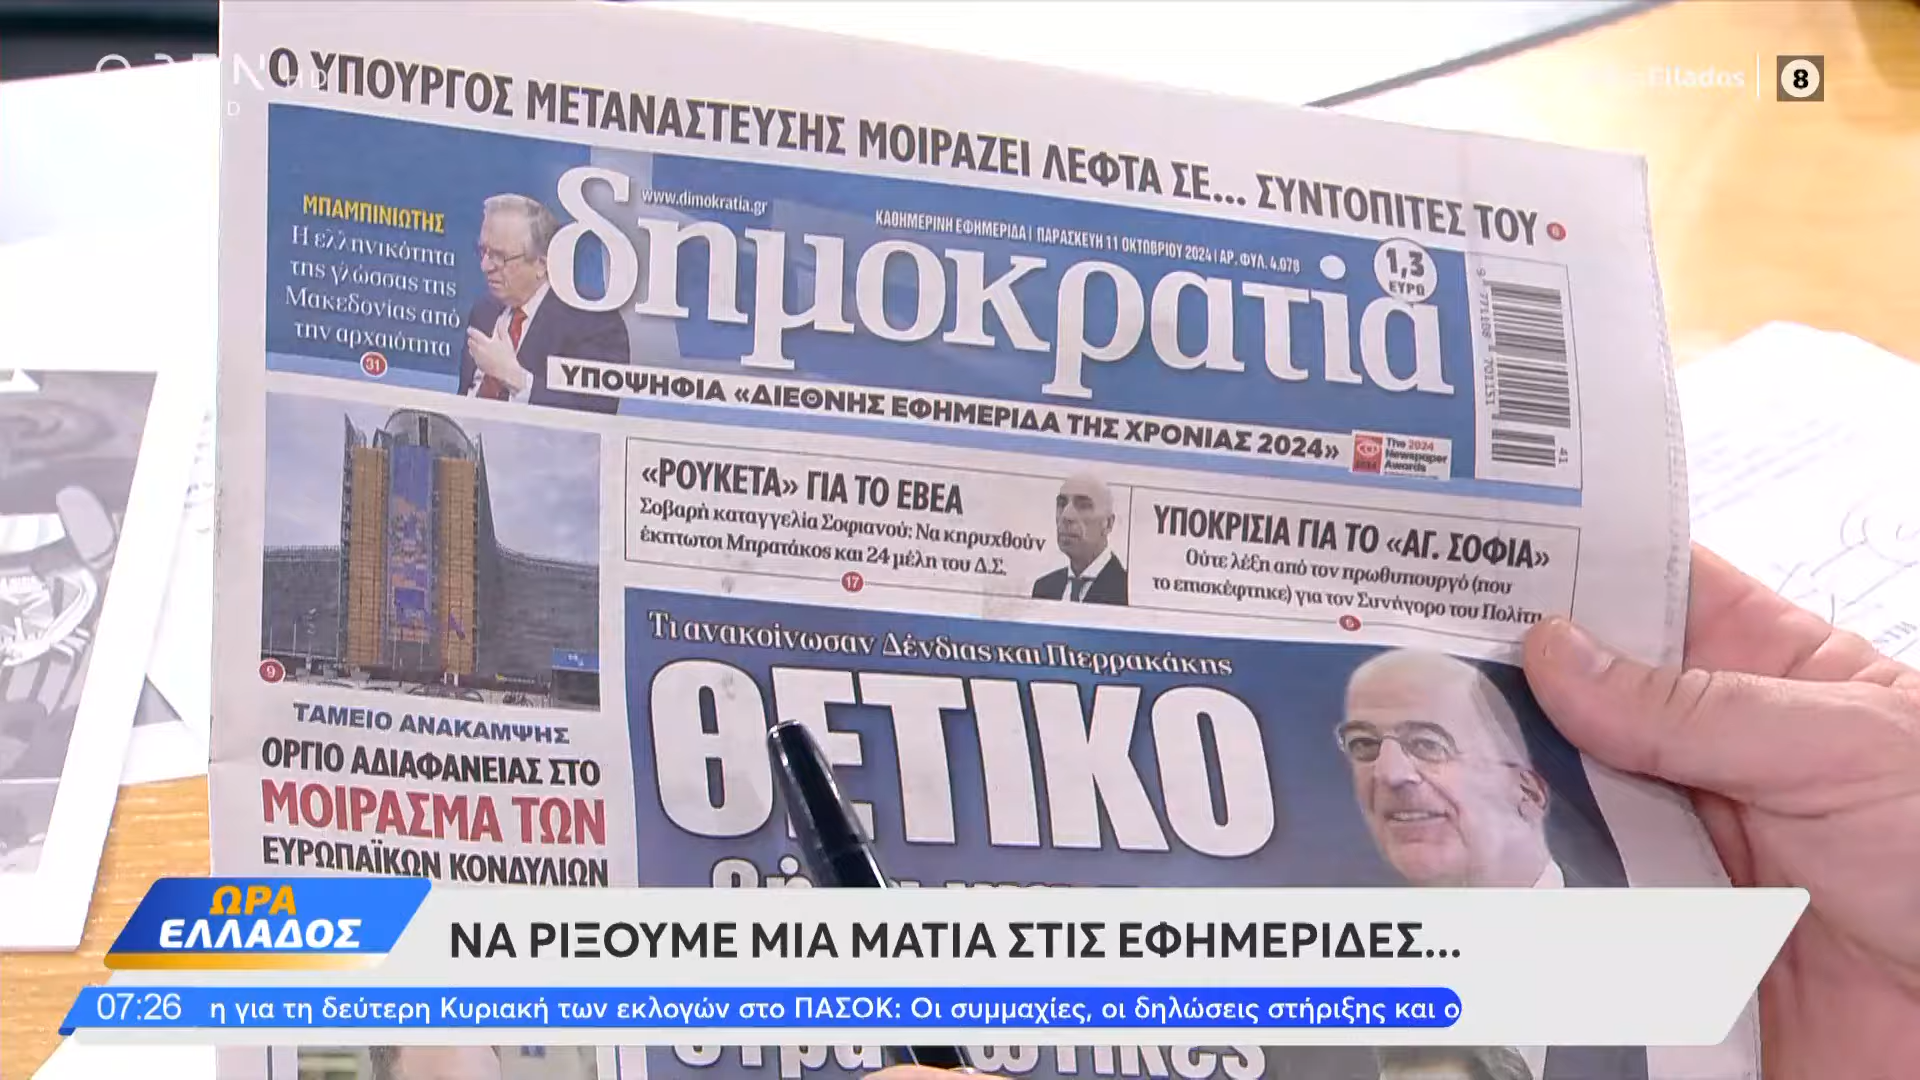 Ο ΥΠΟΥΡΓΟΣ ΜΕΤΑΝΑΣΤΕΥΣΗΣ ΜΟΙΡΑΖΕΙ ΛΕΦΤΑ ΣΕ... ΣΥΝΤΟΠΙΤΕΣ ΤΟΥ
Ellados
8
ΜΠΑΜΠΙΝΙΩΤΗΣ
Η ελληνικότητα
της γλώσσας της
Μακεδονίας από
την αρχαιότητα
31
www.dimokratia.gr
ΚΑΘΗΜΕΡΙΝΗ ΕΦΗΜΕΡΙΔΑ | ΠΑΡΑΣΚΕΥΗ 11 ΟΚΤΩΒΡΙΟΥ 2024 | ΑΡ. ΦΥΛ. 4.078
1,3
ΕΥΡΩ
δημοκρατία
ΥΠΟΨΗΦΙΑ «ΔΙΕΘΝΗΣ ΕΦΗΜΕΡΙΔΑ ΤΗΣ ΧΡΟΝΙΑΣ 2024»
The 2024
Newspaper
Awards
41
«ΡΟΥΚΕΤΑ» ΓΙΑ ΤΟ ΕΒΕΑ
Σοβαρή καταγγελία Σοφιανού: Να κηρυχθούν
έκπτωτοι Μπρατάκος και 24 μέλη του Δ.Σ.
17
ΥΠΟΚΡΙΣΙΑ ΓΙΑ ΤΟ «ΑΓ. ΣΟΦΙΑ»
Ούτε λέξη από τον πρωθυπουργό (που
το επισκέφτηκε) για τον Συνήγορο του Πολίτη
6
9
ΤΑΜΕΙΟ ΑΝΑΚΑΜΨΗΣ
ΟΡΓΙΟ ΑΔΙΑΦΑΝΕΙΑΣ ΣΤΟ
ΜΟΙΡΑΣΜΑ ΤΩΝ
ΕΥΡΩΠΑΪΚΩΝ ΚΟΝΔΥΛΙΩΝ
Τι ανακοίνωσαν Δένδιας και Πιερρακάκης
ΘΕΤΙΚΟ
ΩΡΑ
ΕΛΛΑΔΟΣ
ΝΑ ΡΙΞΟΥΜΕ ΜΙΑ ΜΑΤΙΑ ΣΤΙΣ ΕΦΗΜΕΡΙΔΕΣ...
07:26
η για τη δεύτερη Κυριακή των εκλογών στο ΠΑΣΟΚ: Οι συμμαχίες, οι δηλώσεις στήριξης και ο